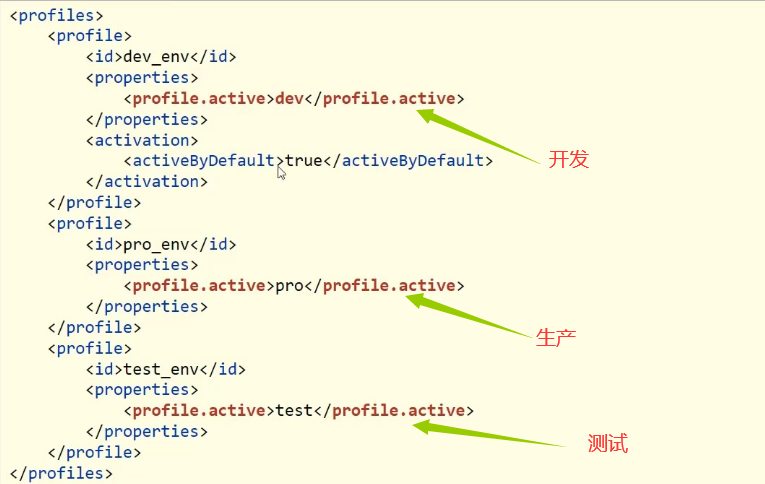 <profiles>
    <profile>
        <id>dev_env</id>
        <properties>
            <profile.active>dev</profile.active>
        </properties>
        <activation>
            <activeByDefault>true</activeByDefault>
        </activation>
    </profile>
    <profile>
        <id>pro_env</id>
        <properties>
            <profile.active>pro</profile.active>
        </properties>
    </profile>
    <profile>
        <id>test_env</id>
        <properties>
            <profile.active>test</profile.active>
        </properties>
    </profile>
</profiles>
开发
生产
测试